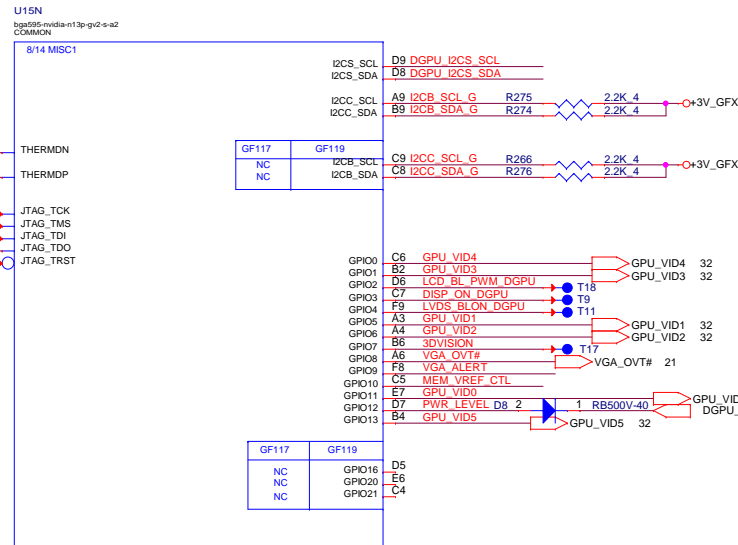 U15N
bga595-nvidia-n13p-gv2-s-a2
COMMON
8/14 MISC1
I2CS_SCL D9 DGPU_I2CS_SCL
I2CS_SDA D8 DGPU_I2CS_SDA
I2CC_SCL A9 I2CB_SCL_G R275 2.2K_4 +3V_GFX
I2CC_SDA B9 I2CB_SDA_G R274 2.2K_4
THERMDN
GF117 GF119
NC I2CB_SCL C9 I2CC_SCL_G R266 2.2K_4 +3V_GFX
NC I2CB_SDA C8 I2CC_SDA_G R276 2.2K_4
THERMDP
JTAG_TCK
JTAG_TMS
JTAG_TDI
JTAG_TDO
JTAG_TRST
GPIO0 C6 GPU_VID4 GPU_VID4 32
GPIO1 B2 GPU_VID3 GPU_VID3 32
GPIO2 D6 LCD_BL_PWM_DGPU T18
GPIO3 C7 DISP_ON_DGPU T9
GPIO4 F9 LVDS_BLON_DGPU T11
GPIO5 A3 GPU_VID1 GPU_VID1 32
GPIO6 A4 GPU_VID2 GPU_VID2 32
GPIO7 B6 3DVISION T17
GPIO8 A6 VGA_OVT# VGA_OVT# 21
GPIO9 F8 VGA_ALERT
GPIO10 C5 MEM_VREF_CTL
GPIO11 E7 GPU_VID0 GPU_VID
GPIO12 D7 PWR_LEVEL D8 2 1 RB500V-40 DGPU_
GPIO13 B4 GPU_VID5 GPU_VID5 32
GF117 GF119
NC GPIO16 D5
NC GPIO20 E6
NC GPIO21 C4